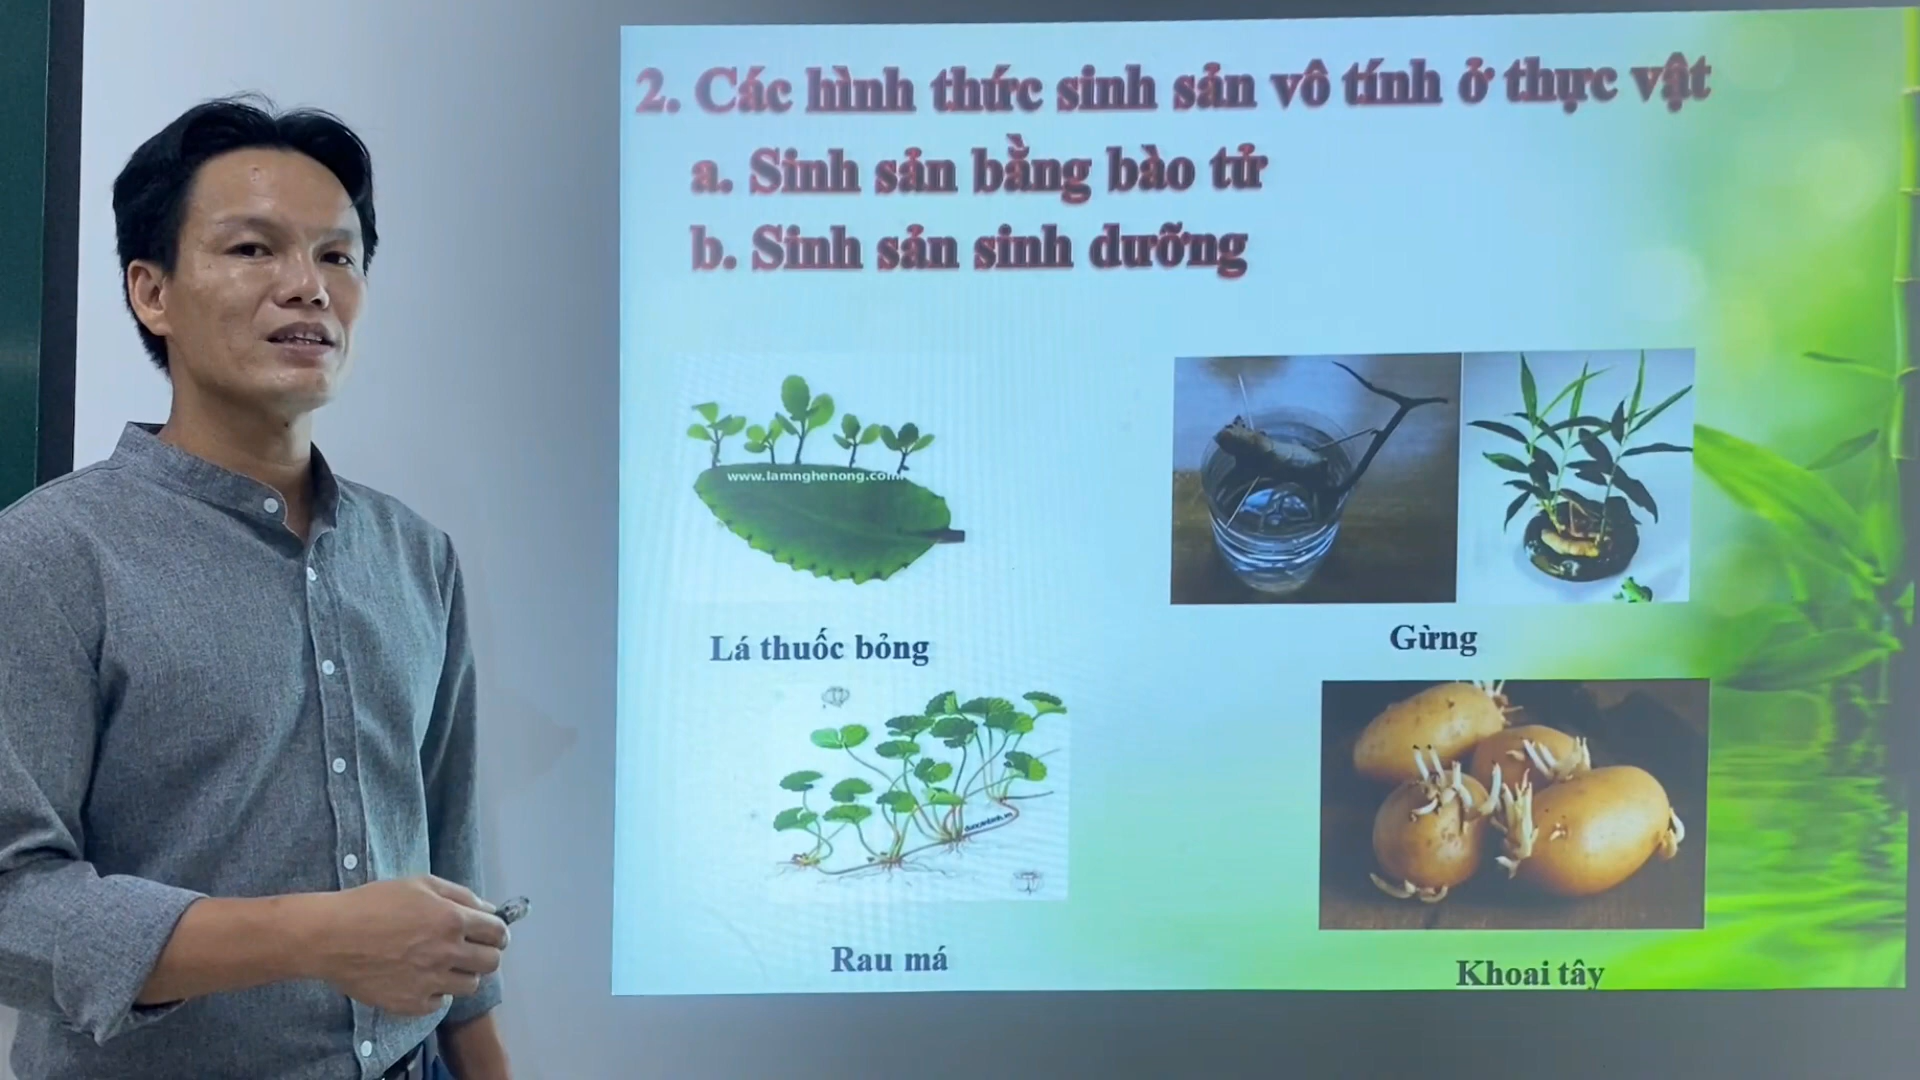 2. Các hình thức sinh sản vô tính ở thực vật
a. Sinh sản bằng bào tử
b. Sinh sản sinh dưỡng
www.lamnghenong.com
Lá thuốc bỏng
Gừng
Rau má
Khoai tây